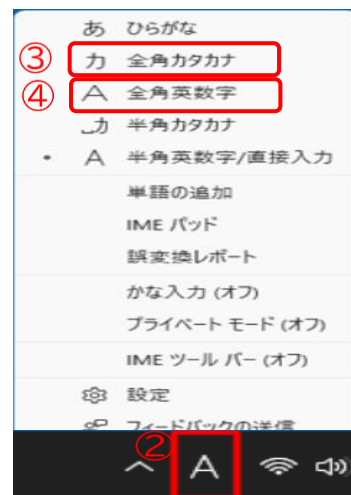 あ ひらがな
③ カ 全角カタカナ
④ A 全角英数字
_カ 半角カタカナ
・ A 半角英数字/直接入力
単語の追加
IME パッド
誤変換レポート
かな入力 (オフ)
プライベート モード (オフ)
IME ツール バー (オフ)
設定
フィードバックの送信
②
A